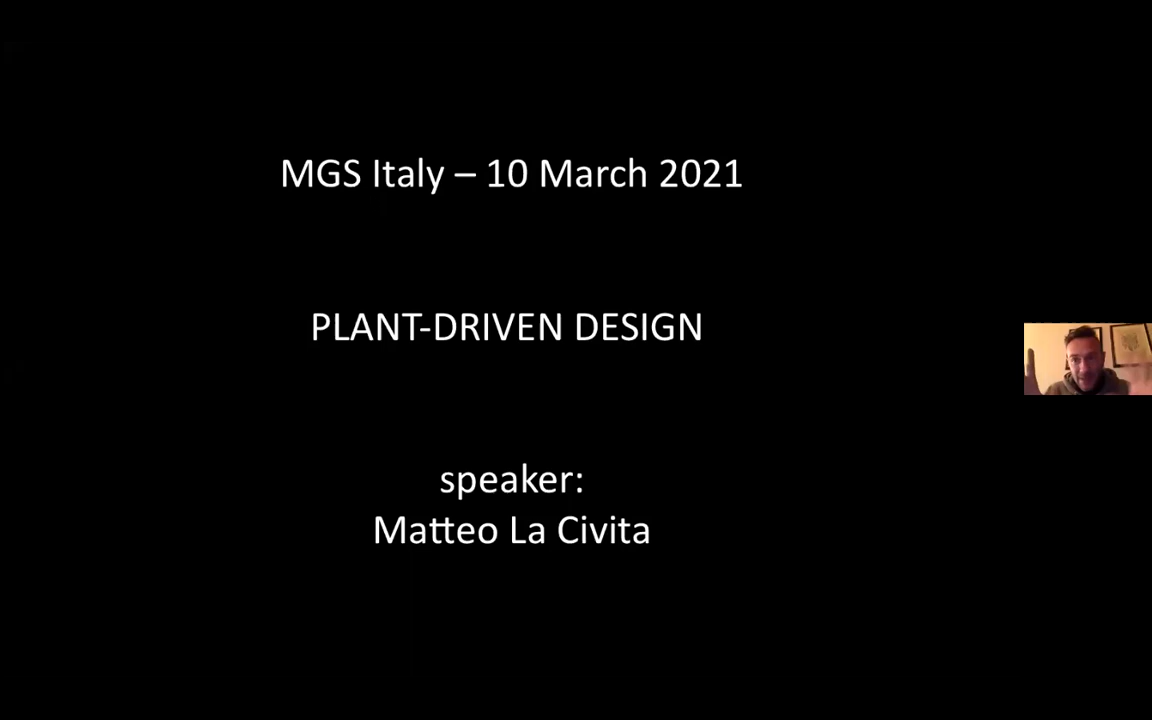 MGS Italy – 10 March 2021
PLANT-DRIVEN DESIGN
speaker:
Matteo La Civita